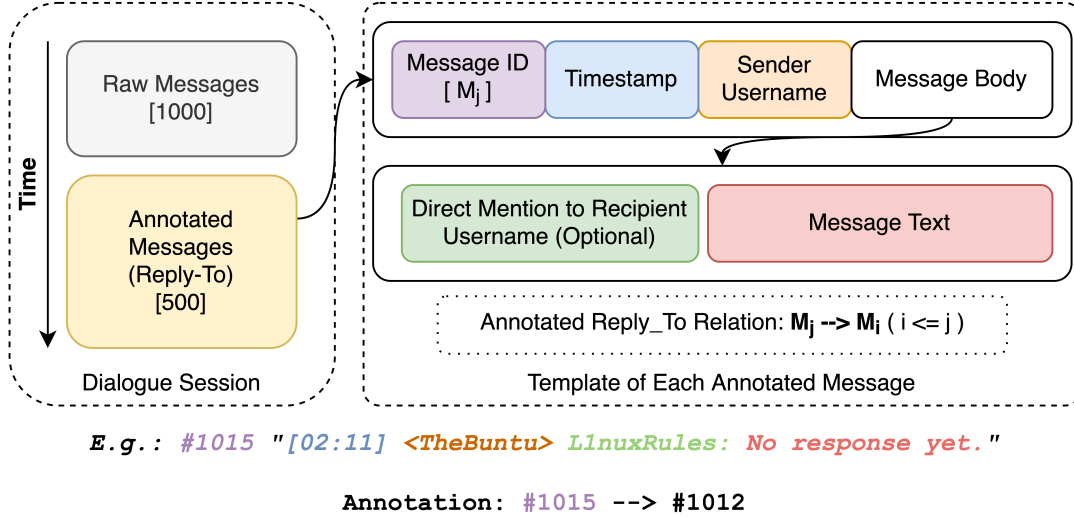 Time
Raw Messages
[1000]
Annotated
Messages
(Reply-To)
[500]
Dialogue Session
Message ID
[ Mj ]
Timestamp
Sender
Username
Message Body
Direct Mention to Recipient
Username (Optional)
Message Text
Annotated Reply_To Relation: Mj --> Mi ( i <= j )
Template of Each Annotated Message
E.g.: #1015 "[02:11] <TheBuntu> L1nuxRules: No response yet."
Annotation: #1015 --> #1012